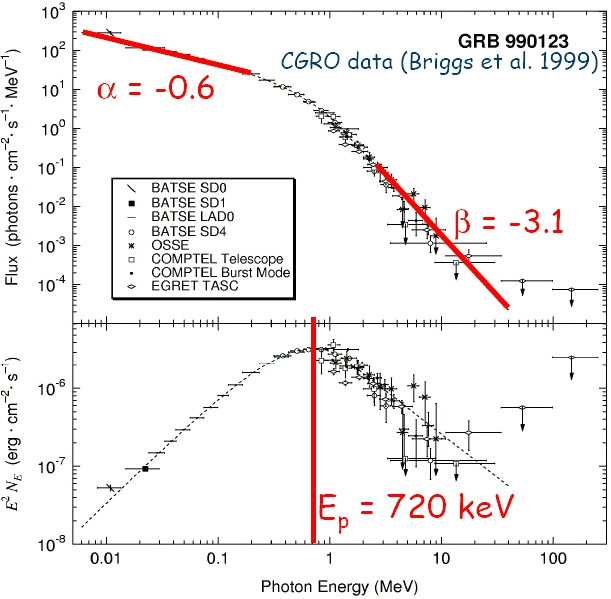 GRB 990123
CGRO data (Briggs et al. 1999)
α = -0.6
β = -3.1
Flux (photons · cm⁻² · s⁻¹ · MeV⁻¹)
10³
10²
10¹
10⁰
10⁻¹
10⁻²
10⁻³
10⁻⁴
BATSE SD0
BATSE SD1
BATSE LAD0
BATSE SD4
OSSE
COMPTEL Telescope
COMPTEL Burst Mode
EGRET TASC
E² N_E (erg · cm⁻² · s⁻¹)
10⁻⁶
10⁻⁷
10⁻⁸
Eₚ = 720 keV
0.01 0.1 1 10 100
Photon Energy (MeV)